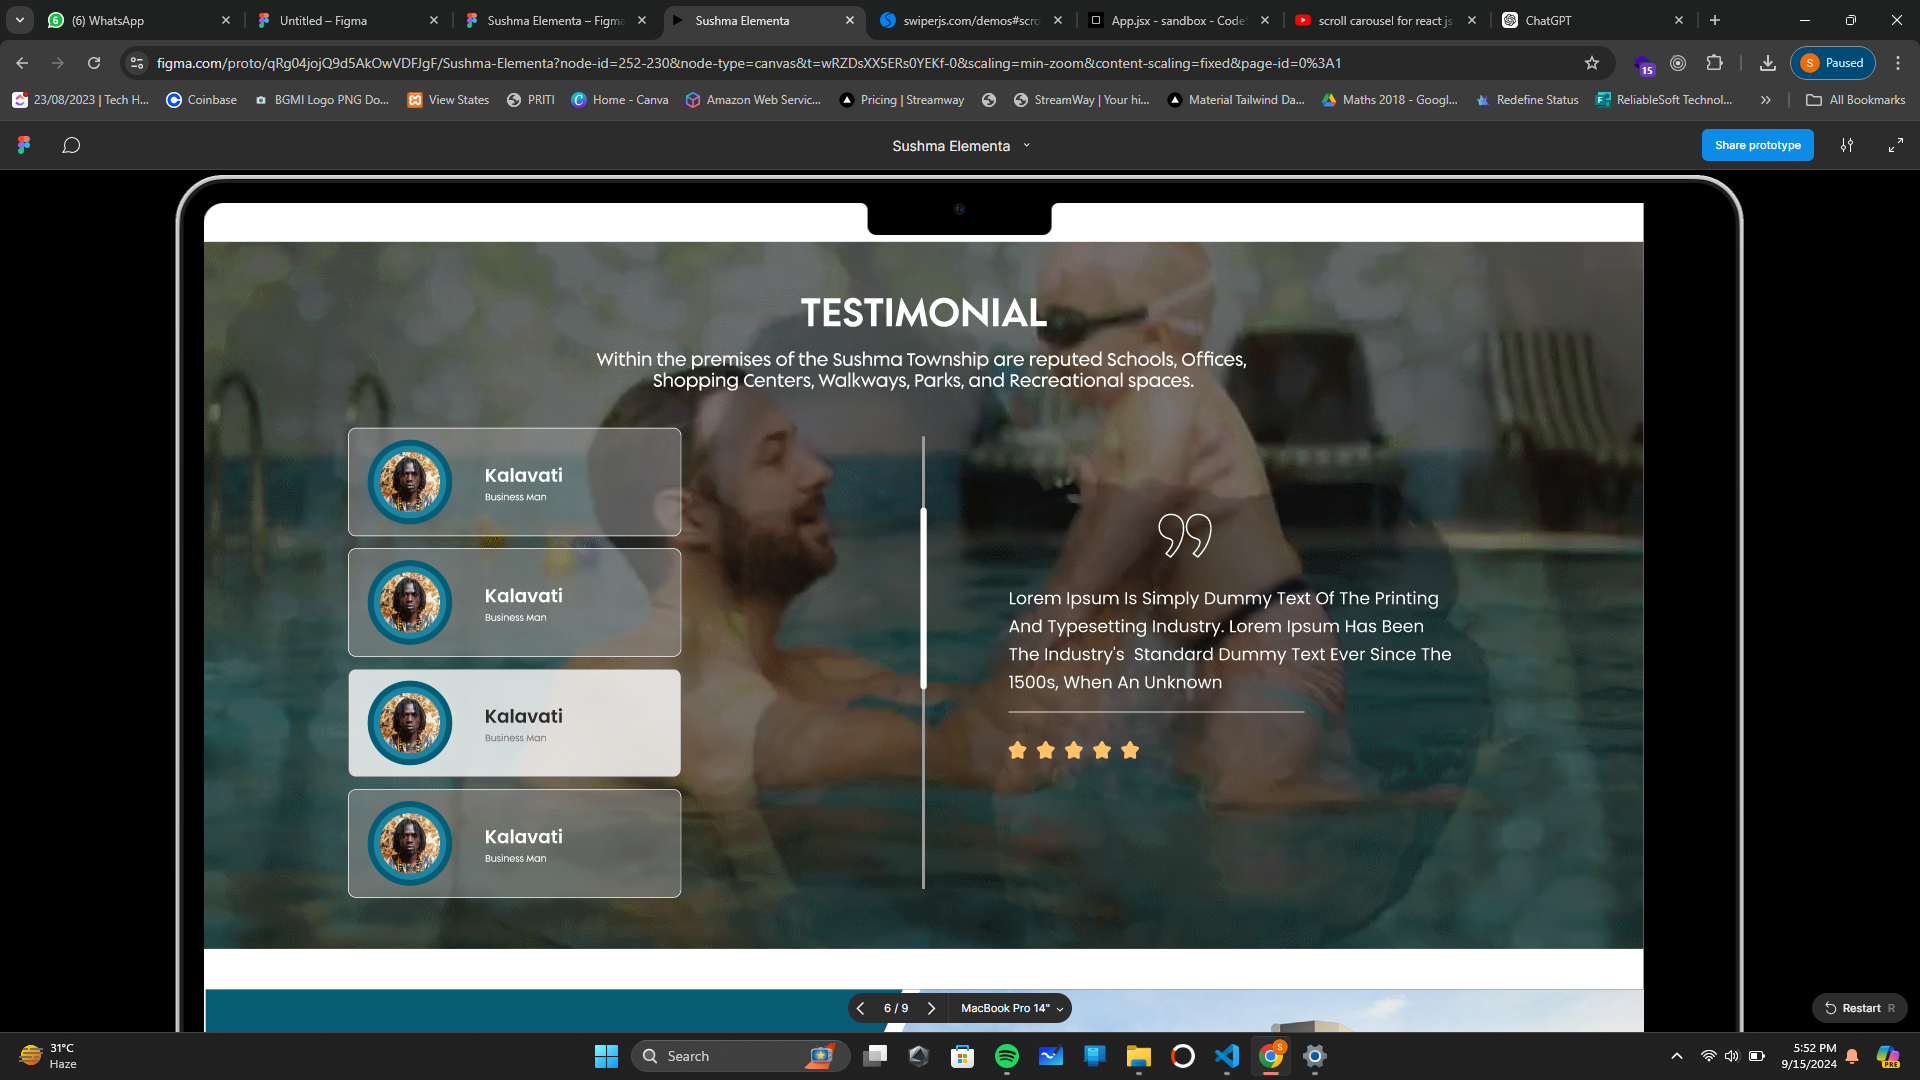 (6) WhatsApp
Untitled – Figma
Sushma Elementa – Figma
Sushma Elementa
swiperjs.com/demos#scro
App.jsx - sandbox - CodeS
scroll carousel for react js
ChatGPT
figma.com/proto/qRg04jojQ9d5AkOwVDFJgF/Sushma-Elementa?node-id=252-230&node-type=canvas&t=wRZDsXX5ERs0YEKf-0&scaling=min-zoom&content-scaling=fixed&page-id=0%3A1
15
S Paused
23/08/2023 | Tech H...
Coinbase
BGMI Logo PNG Do...
View States
PRITI
Home - Canva
Amazon Web Servic...
Pricing | Streamway
StreamWay | Your hi...
Material Tailwind Da...
Maths 2018 - Googl...
Redefine Status
ReliableSoft Technol...
All Bookmarks
Sushma Elementa
Share prototype
TESTIMONIAL
Within the premises of the Sushma Township are reputed Schools, Offices,
Shopping Centers, Walkways, Parks, and Recreational spaces.
Kalavati
Business Man
Kalavati
Business Man
Kalavati
Business Man
Kalavati
Business Man
Lorem Ipsum Is Simply Dummy Text Of The Printing
And Typesetting Industry. Lorem Ipsum Has Been
The Industry's Standard Dummy Text Ever Since The
1500s, When An Unknown
6 / 9
MacBook Pro 14"
Restart R
31°C
Haze
Search
S
5:52 PM
9/15/2024
PRE